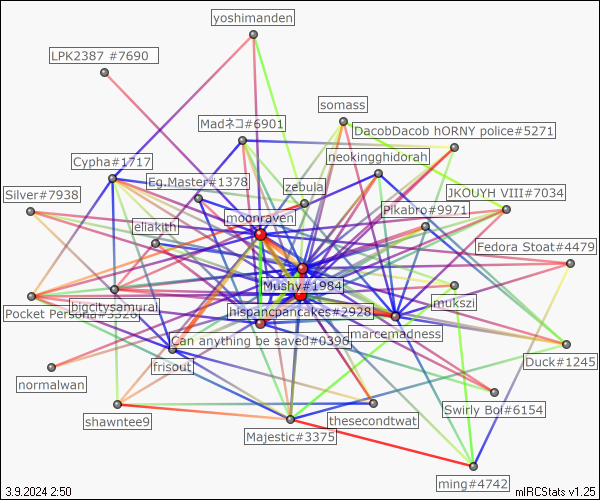 yoshimanden
LPK2387 #7690
somass
Madネコ#6901
DacobDacob hORNY police#5271
neokingghidorah
Cypha#1717
Eg.Master#1378
zebula
Silver#7938
JKOUYH VIII#7034
moonraven
Pikabro#9971
eliakith
Fedora Stoat#4479
Mushy#1984
mukszi
bigcitysamurai
hispancpancakes#2928
Pocket Persona#5526
marcemadness
Can anything be saved#0396
Duck#1245
frisout
normalwan
Swirly Boi#6154
shawntee9
thesecondtwat
Majestic#3375
ming#4742
3.9.2024 2:50
mIRCStats v1.25